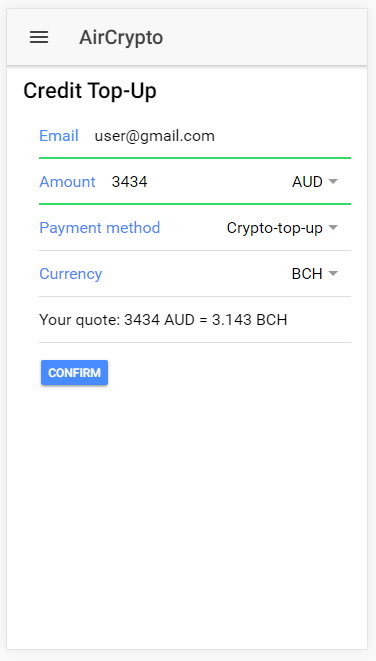 AirCrypto
Credit Top-Up
Email user@gmail.com
Amount 3434 AUD
Payment method Crypto-top-up
Currency BCH
Your quote: 3434 AUD = 3.143 BCH
CONFIRM